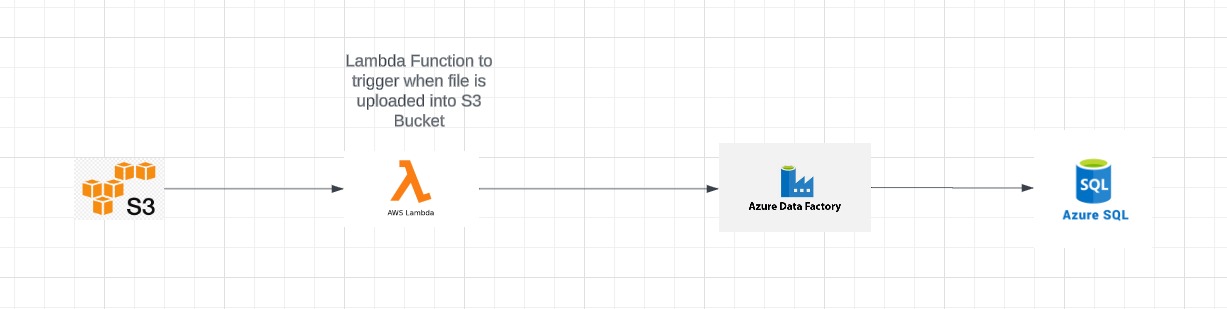 Lambda Function to
trigger when file is
uploaded into S3
Bucket
S3
AWS Lambda
Azure Data Factory
SQL
Azure SQL